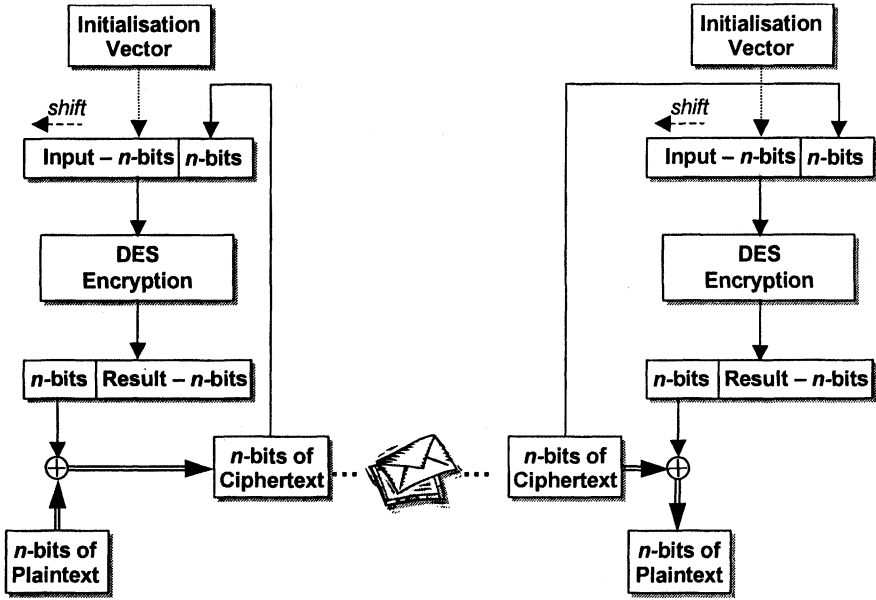 Initialisation
Vector
shift
Input – n-bits
n-bits
DES
Encryption
n-bits
Result – n-bits
n-bits of
Ciphertext
n-bits of
Plaintext
Initialisation
Vector
shift
Input – n-bits
n-bits
DES
Encryption
n-bits
Result – n-bits
n-bits of
Ciphertext
n-bits of
Plaintext